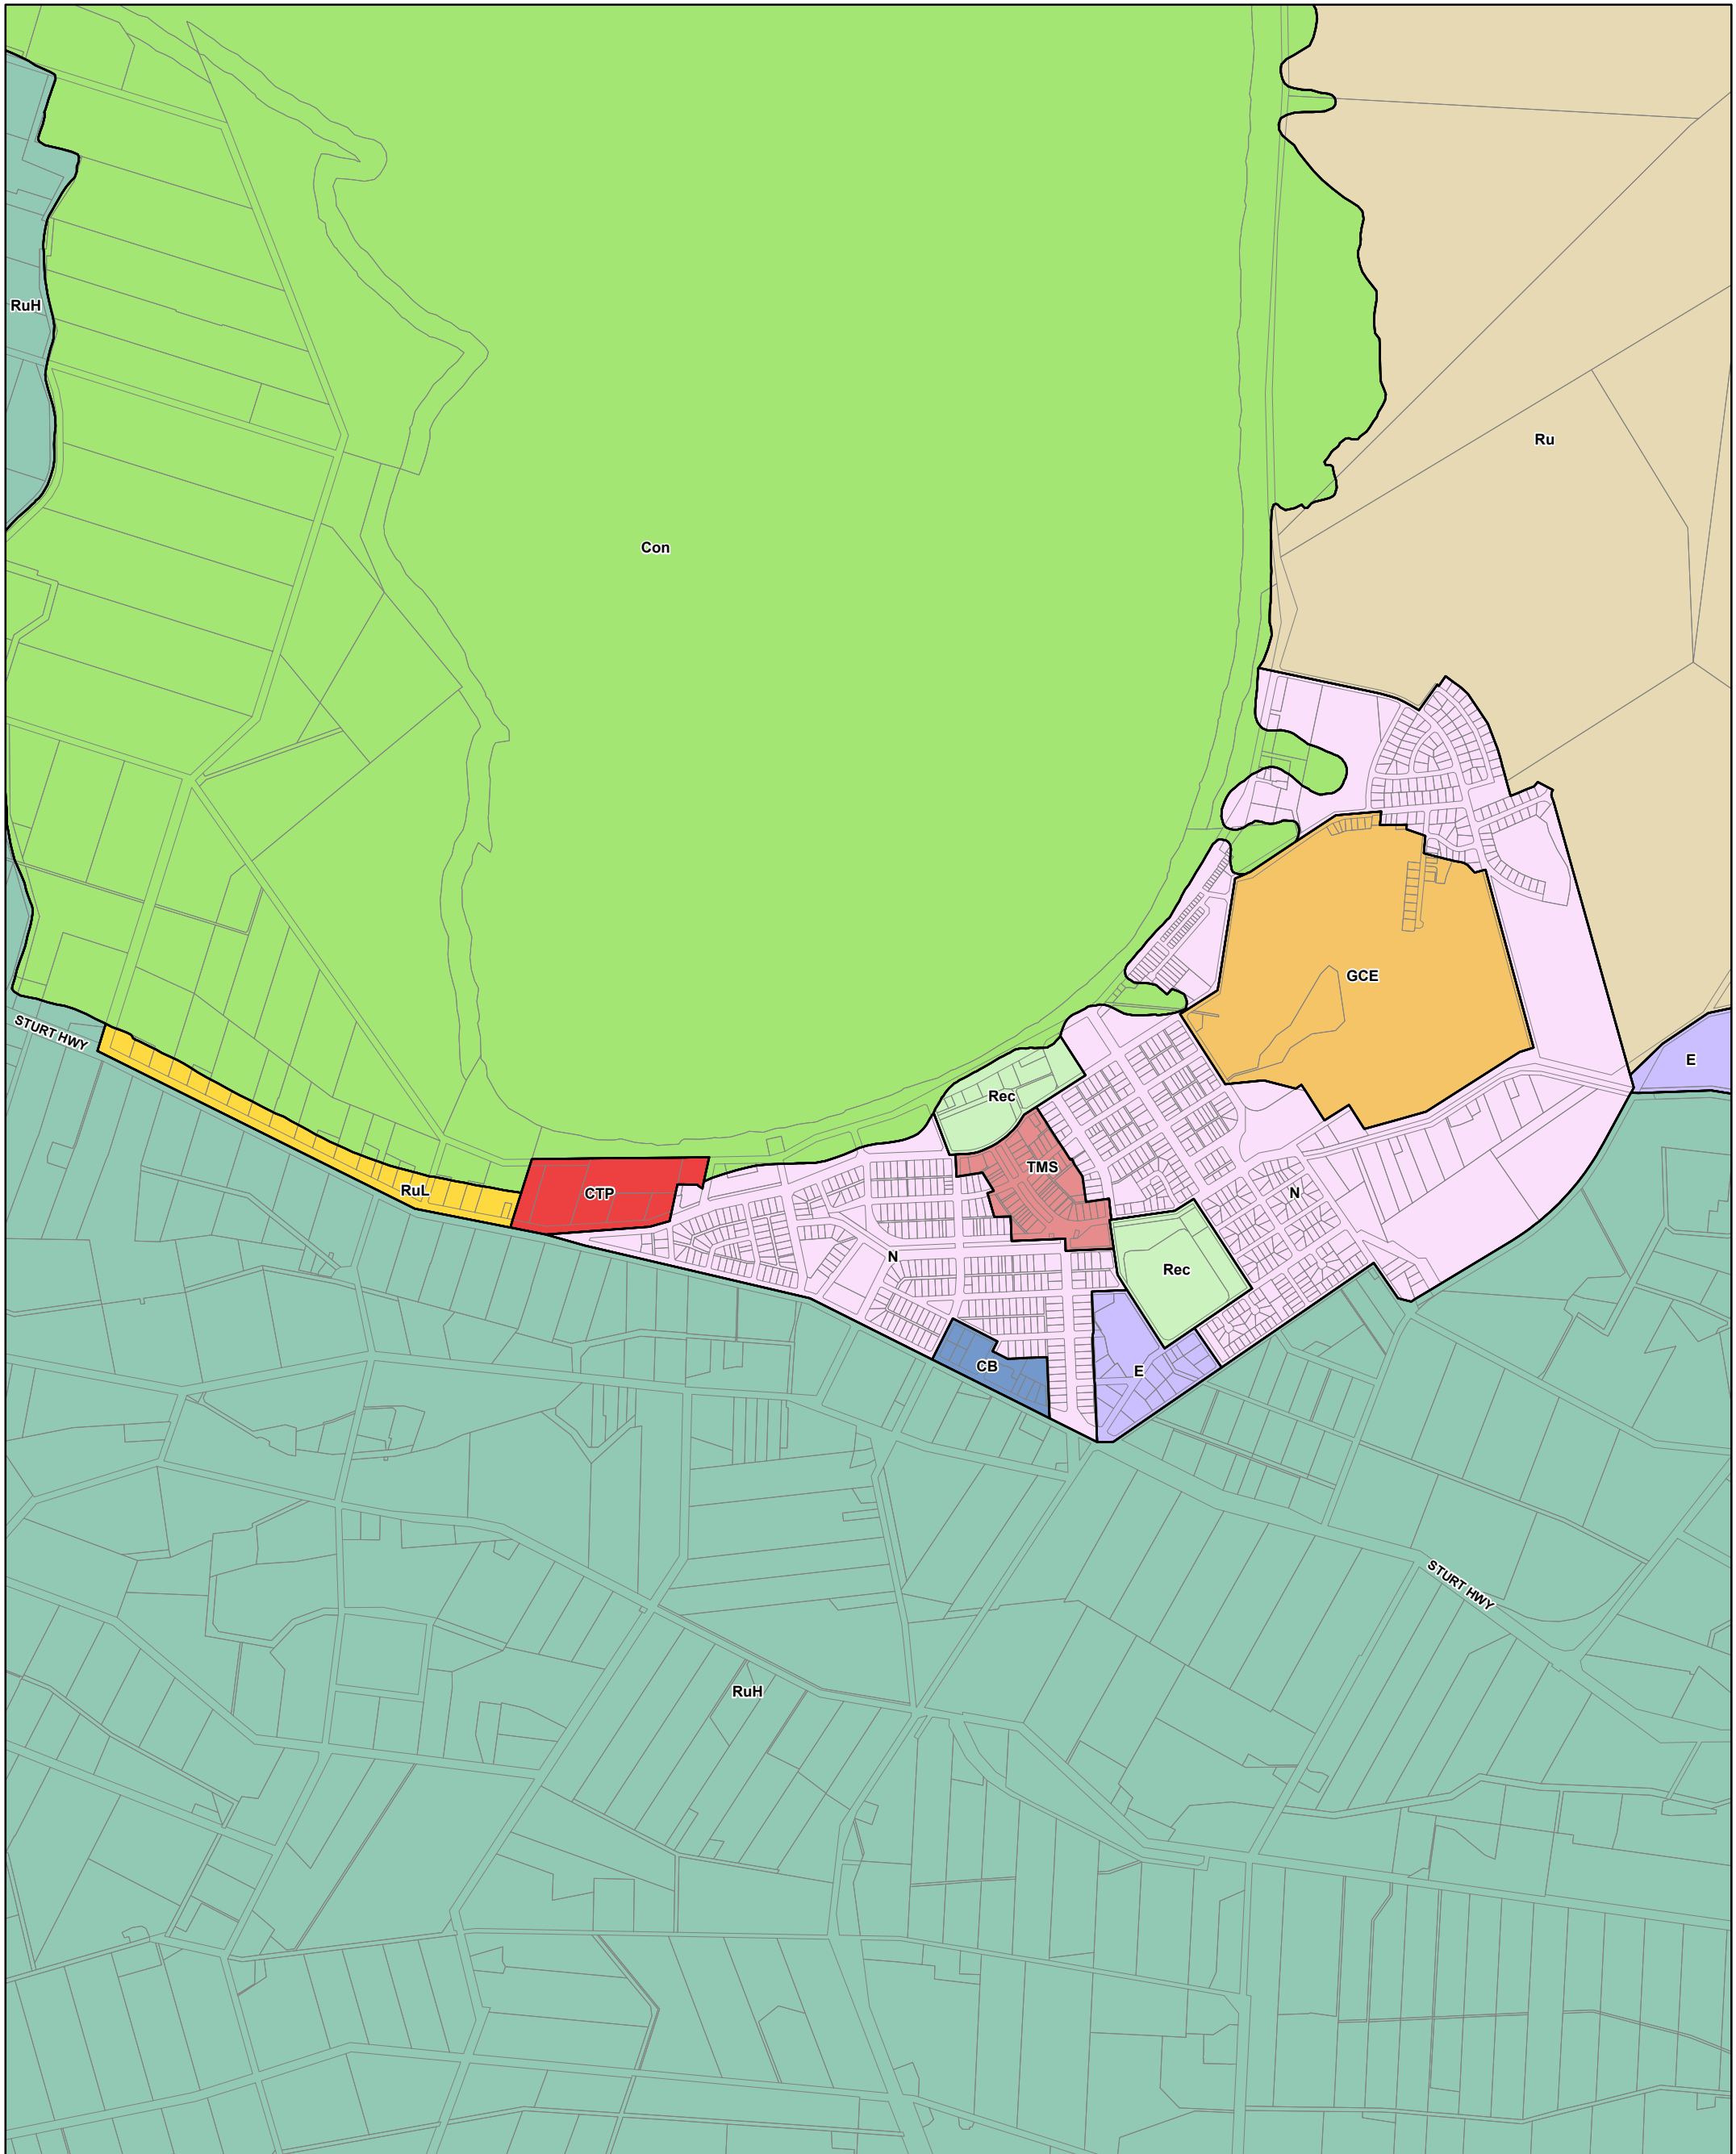 RuH
Ru
Con
GCE
STURT HWY
E
Rec
TMS
RuL
CTP
N
N
Rec
CB
E
STURT HWY
RuH